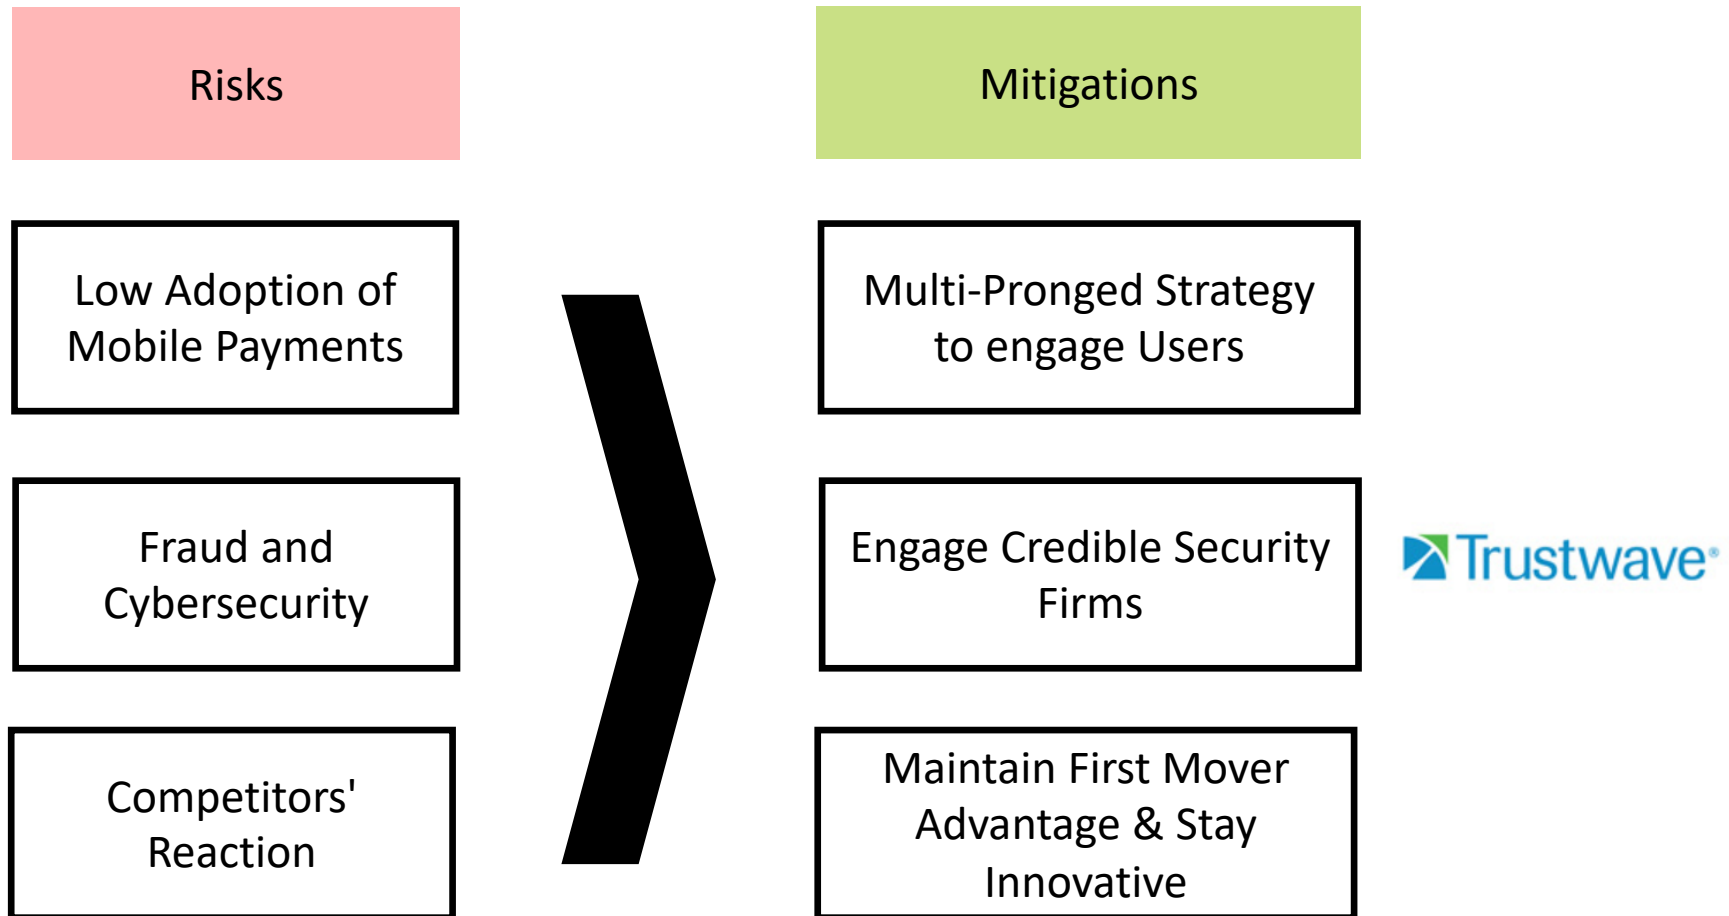 Risks
Mitigations
Low Adoption of
Mobile Payments
Multi-Pronged Strategy
to engage Users
Fraud and
Cybersecurity
Engage Credible Security
Firms
Trustwave®
Competitors'
Reaction
Maintain First Mover
Advantage & Stay
Innovative